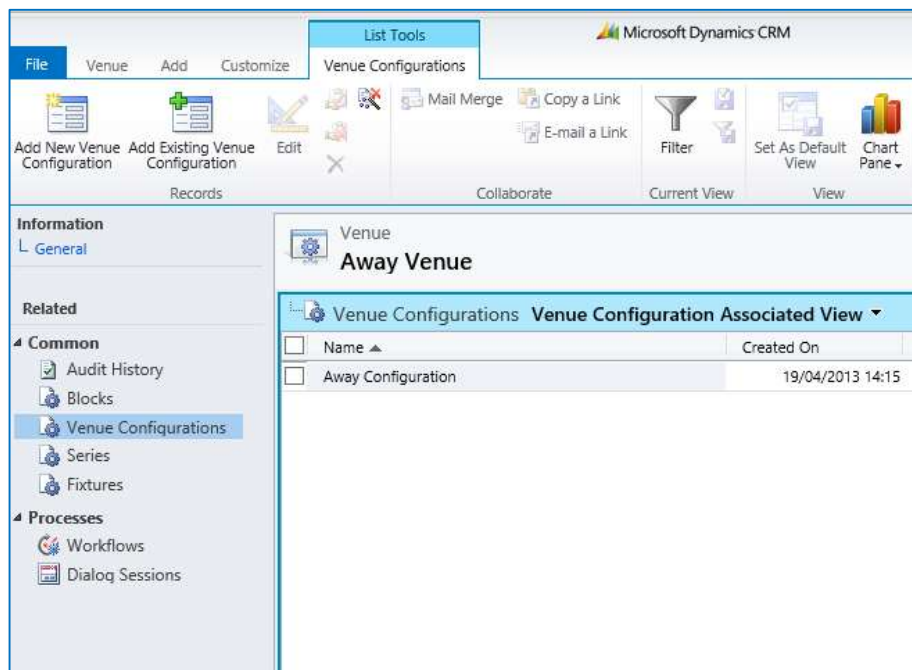 List Tools
Microsoft Dynamics CRM
File Venue Add Customize Venue Configurations
Add New Venue Configuration
Add Existing Venue Configuration
Edit
Mail Merge
Copy a Link
E-mail a Link
Filter
Set As Default View
Chart Pane
Records Collaborate Current View View
Information
General
Related
Common
Audit History
Blocks
Venue Configurations
Series
Fixtures
Processes
Workflows
Dialog Sessions
Venue
Away Venue
Venue Configurations Venue Configuration Associated View
Name Created On
Away Configuration 19/04/2013 14:15